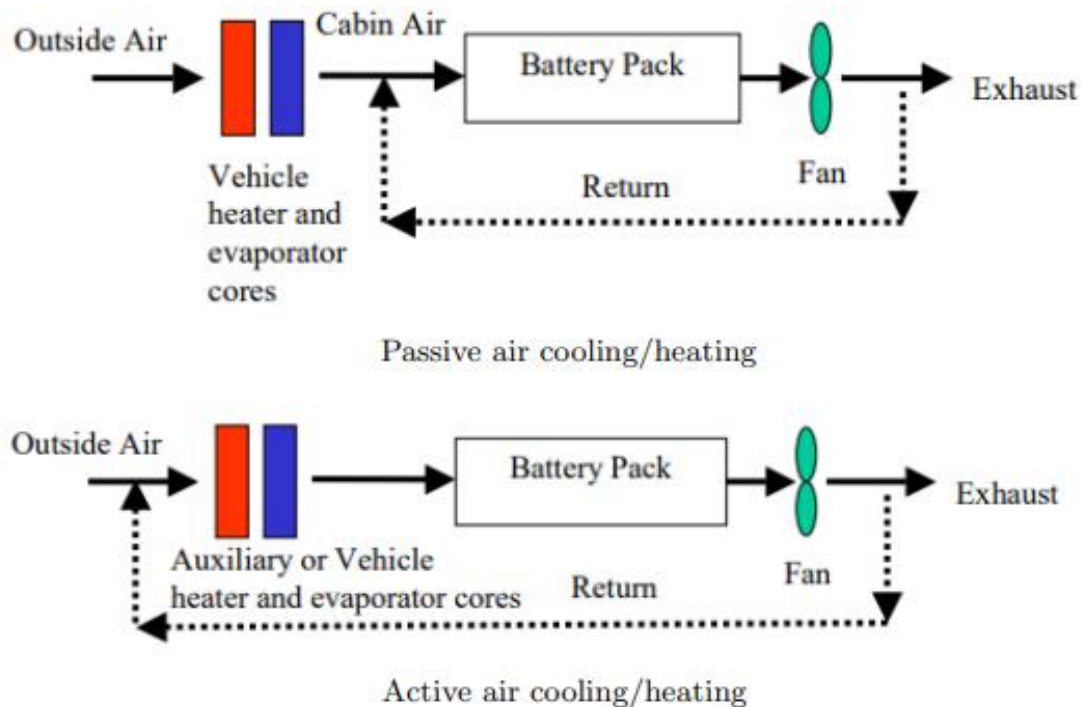 Outside Air
Cabin Air
Battery Pack
Exhaust
Vehicle
heater and
evaporator
cores
Return
Fan
Passive air cooling/heating
Outside Air
Battery Pack
Exhaust
Auxiliary or Vehicle
heater and evaporator cores
Return
Fan
Active air cooling/heating